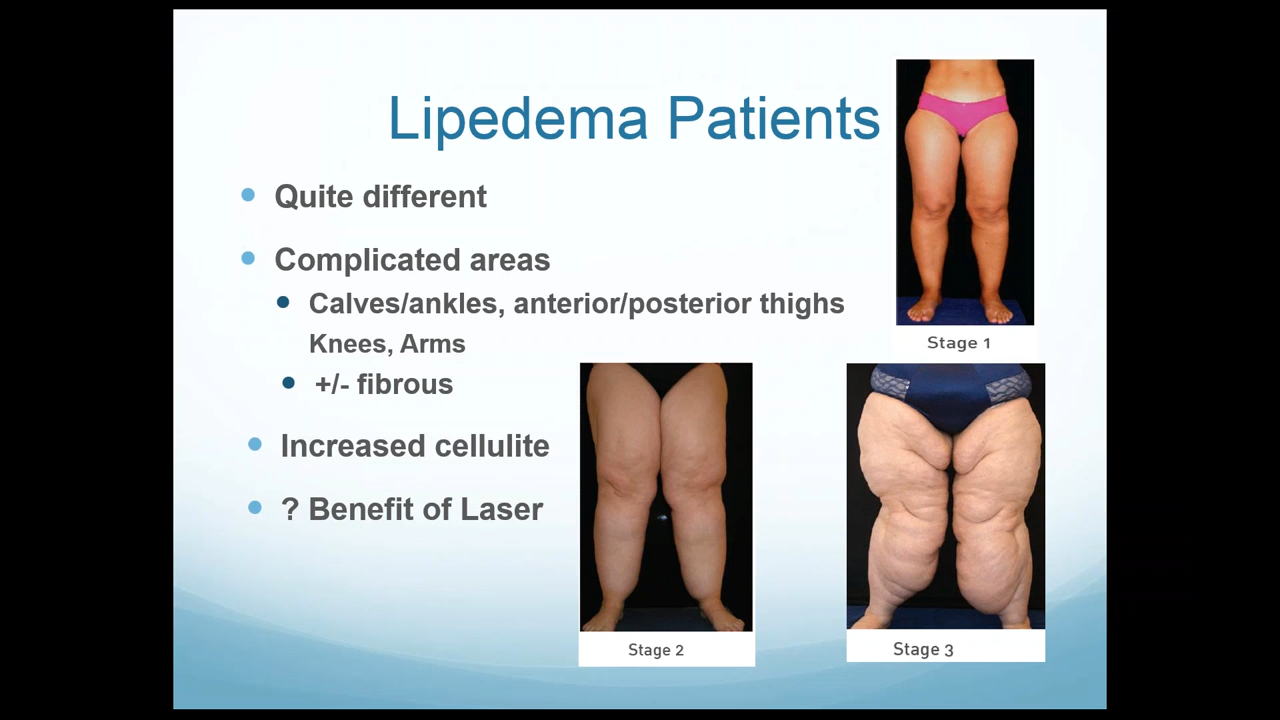 Lipedema Patients
Quite different
Complicated areas
Calves/ankles, anterior/posterior thighs
Knees, Arms
+/- fibrous
Increased cellulite
? Benefit of Laser
Stage 1
Stage 2
Stage 3